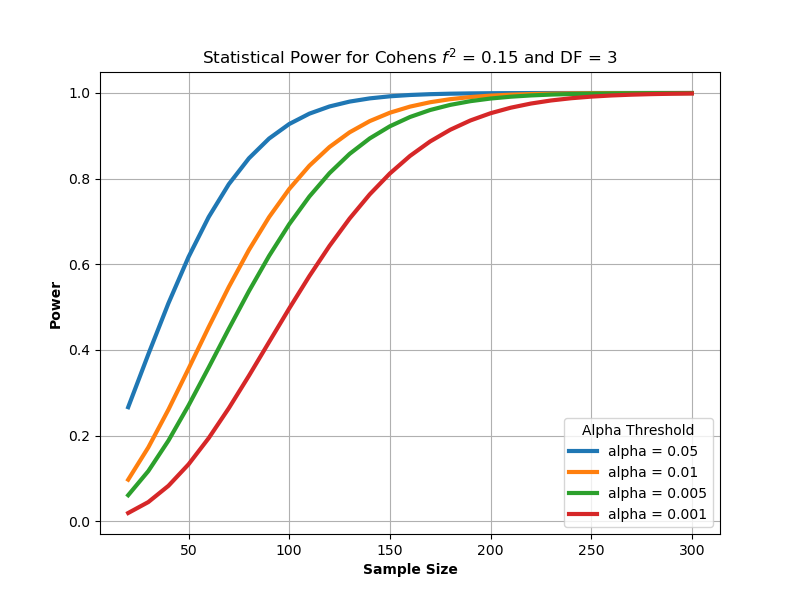 Statistical Power for Cohens $f^2$ = 0.15 and DF = 3
1.0
0.8
0.6
0.4
0.2
0.0
Power
50
100
150
200
250
300
Sample Size
Alpha Threshold
alpha = 0.05
alpha = 0.01
alpha = 0.005
alpha = 0.001